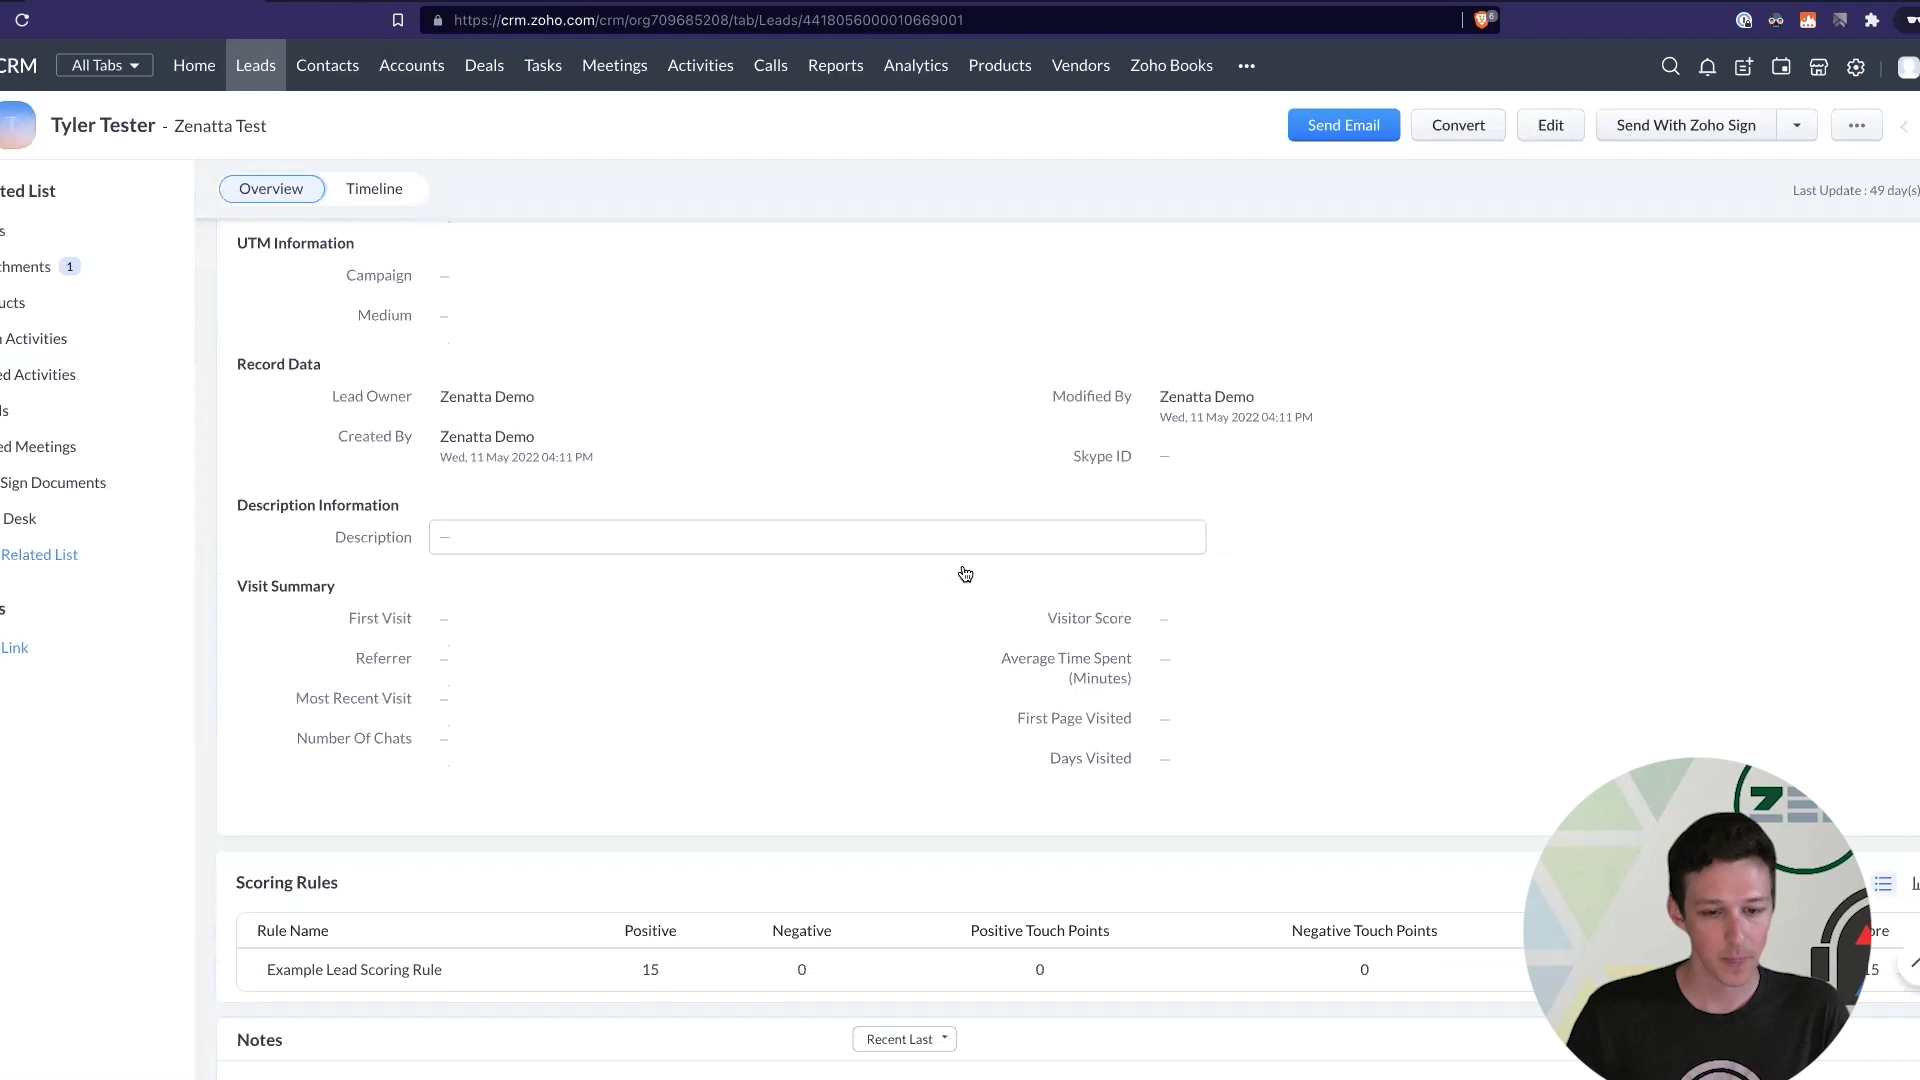 https://crm.zoho.com/crm/org709685208/tab/Leads/4418056000010669001
6
CRM
All Tabs
Home
Leads
Contacts
Accounts
Deals
Tasks
Meetings
Activities
Calls
Reports
Analytics
Products
Vendors
Zoho Books
Tyler Tester - Zenatta Test
Send Email
Convert
Edit
Send With Zoho Sign
ted List
Overview
Timeline
Last Update : 49 day(s)
s
chments 1
ucts
n Activities
ed Activities
ls
ed Meetings
Sign Documents
Desk
Related List
s
Link
UTM Information
Campaign —
Medium —
Record Data
Lead Owner Zenatta Demo
Modified By Zenatta Demo
Wed, 11 May 2022 04:11 PM
Created By Zenatta Demo
Wed, 11 May 2022 04:11 PM
Skype ID —
Description Information
Description —
Visit Summary
First Visit —
Visitor Score —
Referrer —
Average Time Spent (Minutes) —
Most Recent Visit —
First Page Visited —
Number Of Chats —
Days Visited —
Scoring Rules
Rule Name Positive Negative Positive Touch Points Negative Touch Points ore
Example Lead Scoring Rule 15 0 0 0 15
Notes
Recent Last